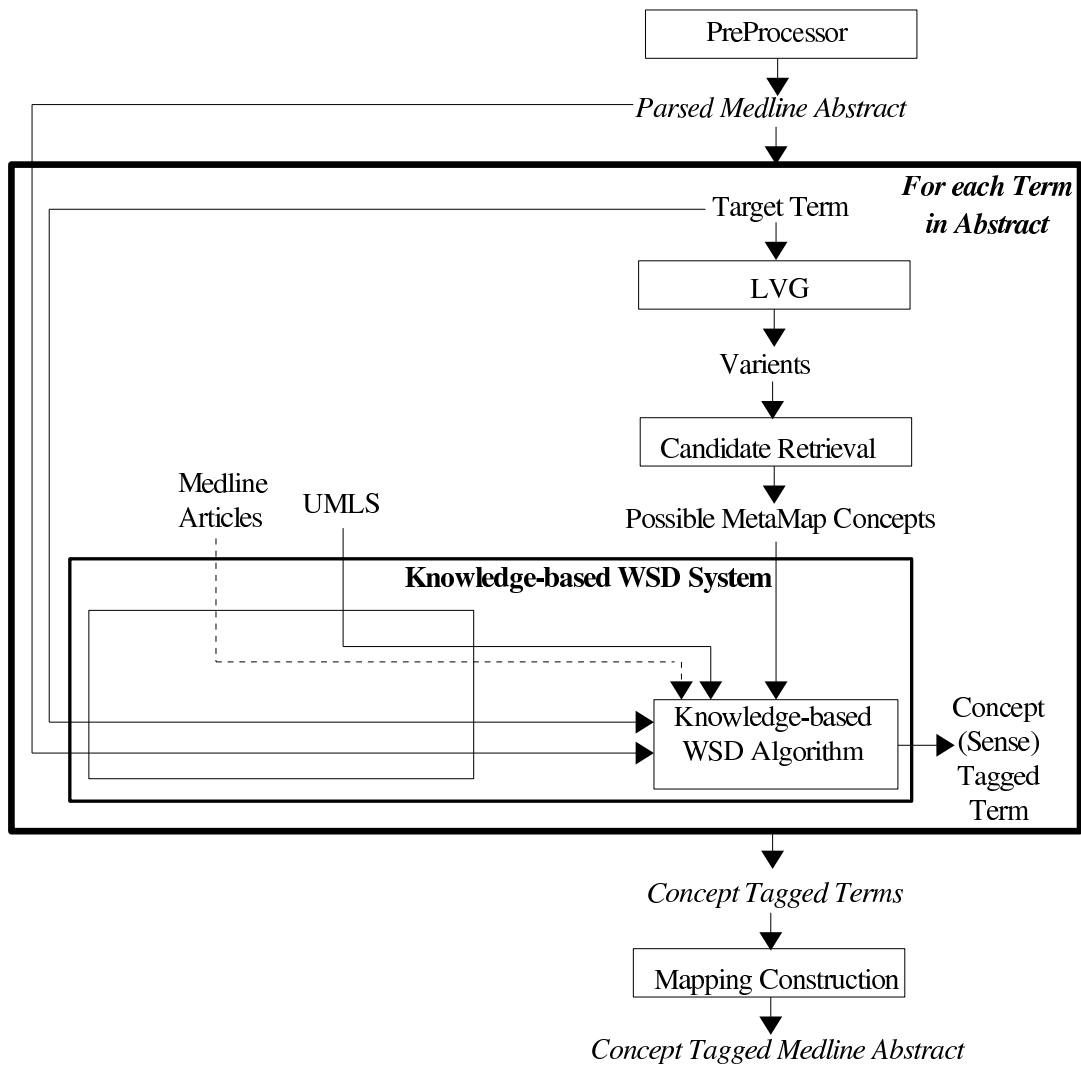 PreProcessor
Parsed Medline Abstract
For each Term
in Abstract
Target Term
LVG
Varients
Candidate Retrieval
Medline
Articles
UMLS
Possible MetaMap Concepts
Knowledge-based WSD System
Knowledge-based
WSD Algorithm
Concept
(Sense)
Tagged
Term
Concept Tagged Terms
Mapping Construction
Concept Tagged Medline Abstract